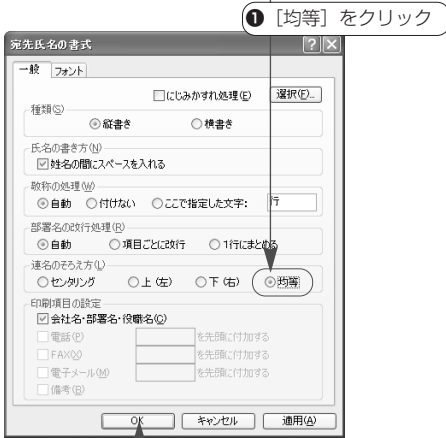 ❶［均等］をクリック
宛先氏名の書式
一般 フォント
にじみかすれ処理(E) 選択(F)...
種類(S)
縦書き 横書き
氏名の書き方(N)
姓名の間にスペースを入れる
敬称の処理(W)
自動 付けない ここで指定した文字: 行
部署名の改行処理(R)
自動 項目ごとに改行 1行にまとめる
連名のそろえ方(L)
センタリング 上(左) 下(右) 均等
印刷項目の設定
会社名・部署名・役職名(C)
電話(P) を先頭に付加する
FAX(X) を先頭に付加する
電子メール(M) を先頭に付加する
備考(B)
OK キャンセル 適用(A)